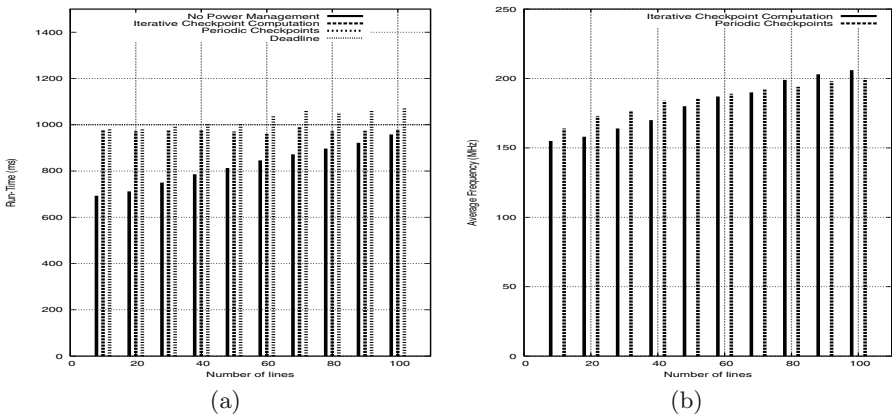 No Power Management
Iterative Checkpoint Computation
Periodic Checkpoints
Deadline
1400
1200
1000
800
600
400
200
0
0 20 40 60 80 100
Run-Time (ms)
Number of lines
(a)
Iterative Checkpoint Computation
Periodic Checkpoints
250
200
150
100
50
0
0 20 40 60 80 100
Average Frequency (MHz)
Number of lines
(b)